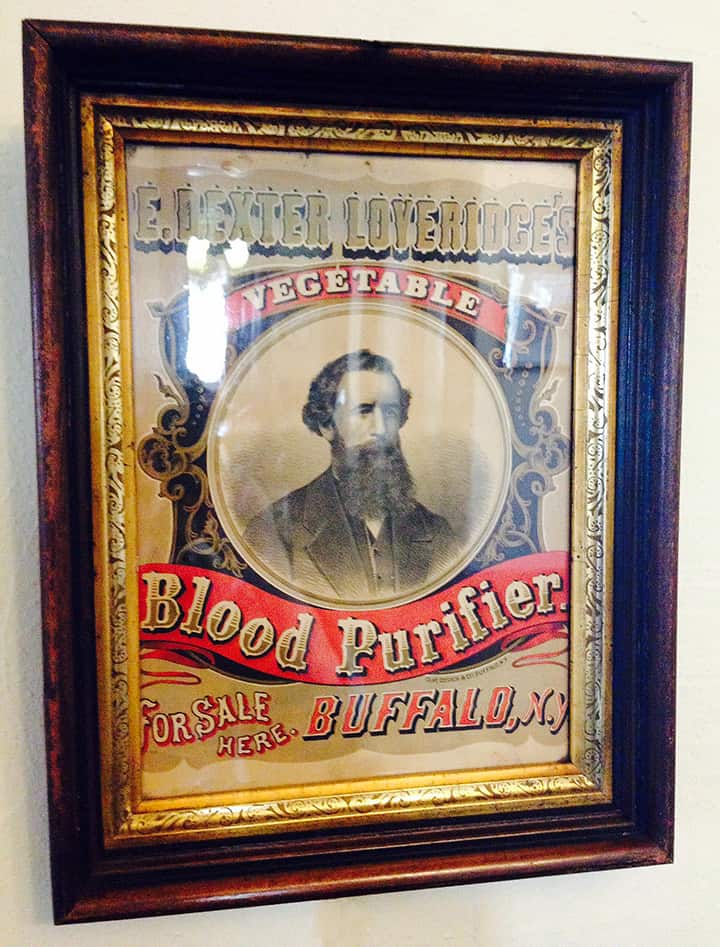 E. DEXTER LOVERIDGE'S
VEGETABLE
Blood Purifier.
FOR SALE
HERE.
BUFFALO, N.Y